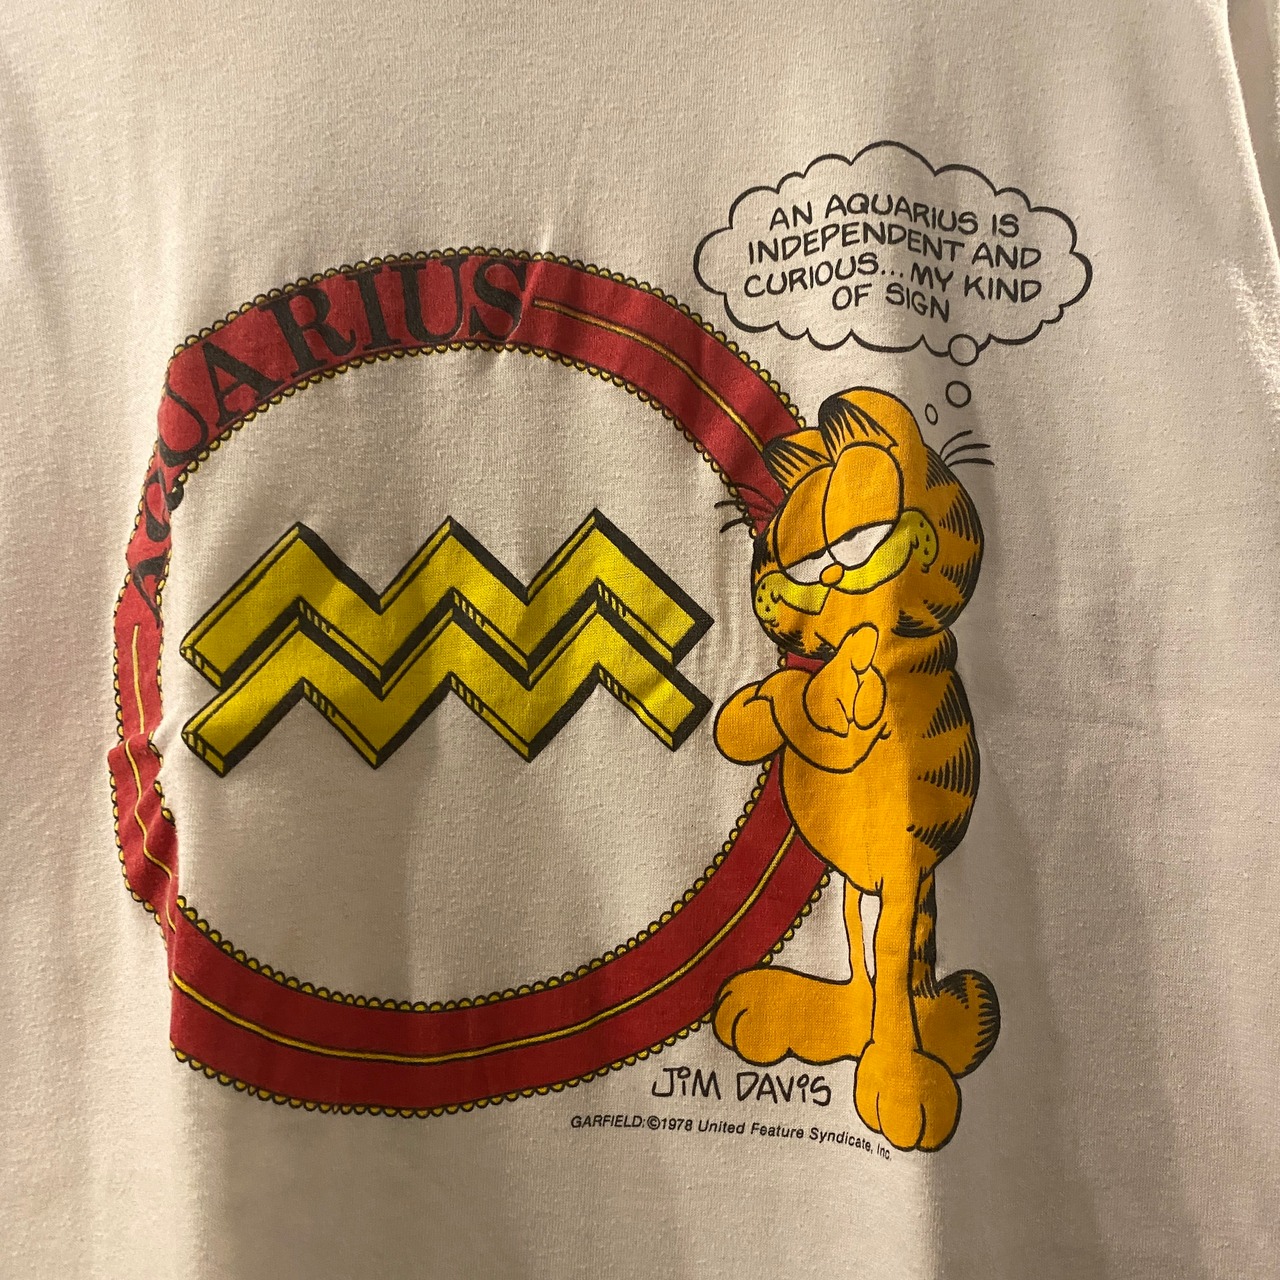 AQUARIUS
AN AQUARIUS IS
INDEPENDENT AND
CURIOUS...MY KIND
OF SIGN
JIM DAVIS
GARFIELD: ©1978 United Feature Syndicate, Inc.